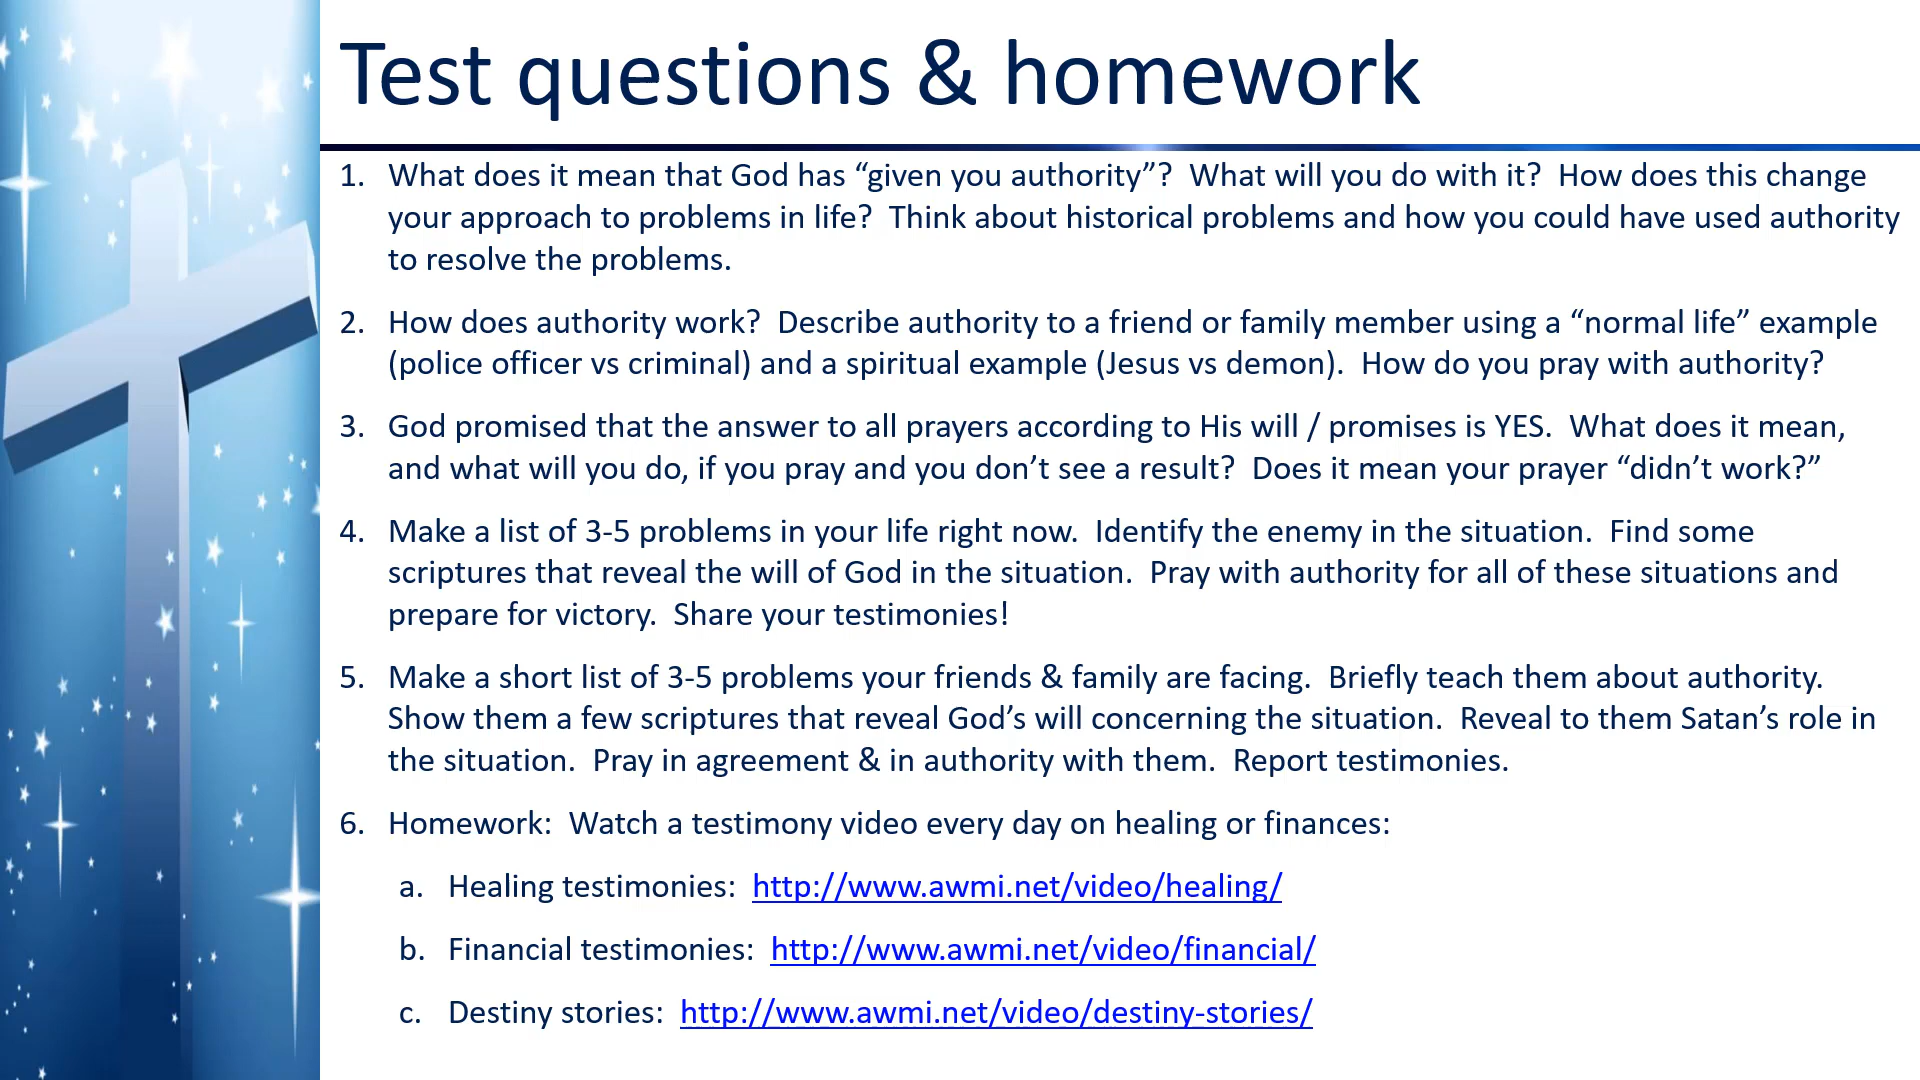 Test questions & homework
1. What does it mean that God has “given you authority”?  What will you do with it?  How does this change
your approach to problems in life?  Think about historical problems and how you could have used authority
to resolve the problems.
2. How does authority work?  Describe authority to a friend or family member using a “normal life” example
(police officer vs criminal) and a spiritual example (Jesus vs demon).  How do you pray with authority?
3. God promised that the answer to all prayers according to His will / promises is YES.  What does it mean,
and what will you do, if you pray and you don’t see a result?  Does it mean your prayer “didn’t work?”
4. Make a list of 3-5 problems in your life right now.  Identify the enemy in the situation.  Find some
scriptures that reveal the will of God in the situation.  Pray with authority for all of these situations and
prepare for victory.  Share your testimonies!
5. Make a short list of 3-5 problems your friends & family are facing.  Briefly teach them about authority.
Show them a few scriptures that reveal God’s will concerning the situation.  Reveal to them Satan’s role in
the situation.  Pray in agreement & in authority with them.  Report testimonies.
6. Homework:  Watch a testimony video every day on healing or finances:
a. Healing testimonies:  http://www.awmi.net/video/healing/
b. Financial testimonies:  http://www.awmi.net/video/financial/
c. Destiny stories:  http://www.awmi.net/video/destiny-stories/